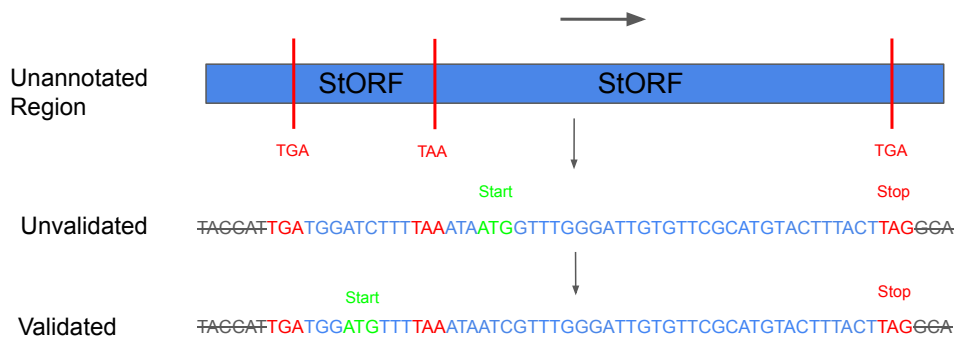 Unannotated
Region
StORF
StORF
TGA
TAA
TGA
Start
Stop
Unvalidated
TACCATTGATGGATCTTTTAAATAATGGTTTGGGATTGTGTTCGCATGTACTTTACTTAGGCA
Start
Stop
Validated
TACCATTGATGGATGTTTTAAATAATCGTTTGGGATTGTGTTCGCATGTACTTTACTTAGGCA